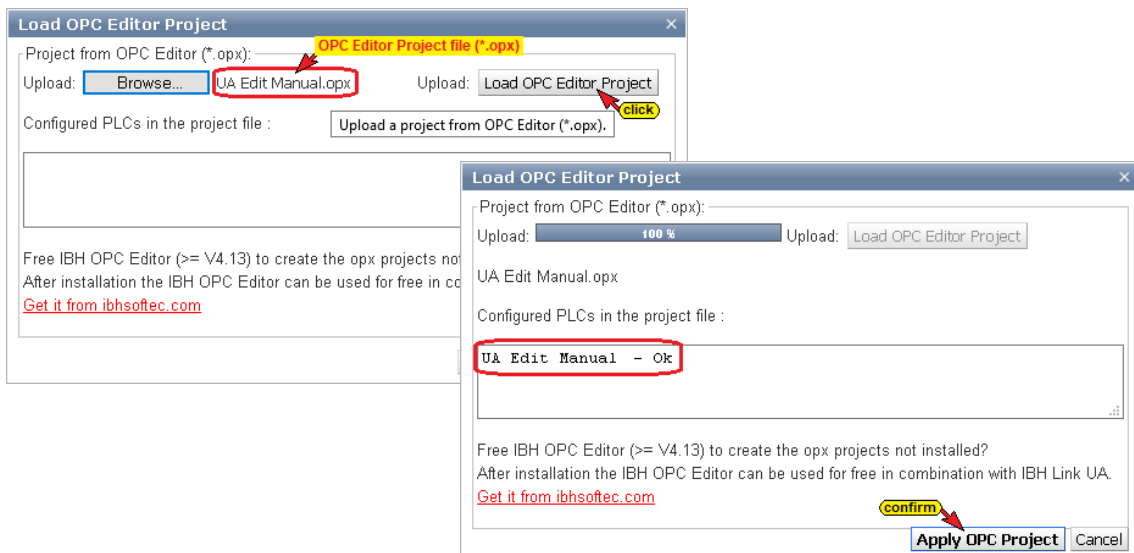 Load OPC Editor Project
Project from OPC Editor (*.opx):
OPC Editor Project file (*.opx)
Upload: Browse... UA Edit Manual.opx Upload: Load OPC Editor Project
click
Configured PLCs in the project file :
Upload a project from OPC Editor (*.opx).
Free IBH OPC Editor (>= V4.13) to create the opx projects not
After installation the IBH OPC Editor can be used for free in co
Get it from ibhsoftec.com
Load OPC Editor Project
Project from OPC Editor (*.opx):
Upload: 100 % Upload: Load OPC Editor Project
UA Edit Manual.opx
Configured PLCs in the project file :
UA Edit Manual - Ok
Free IBH OPC Editor (>= V4.13) to create the opx projects not installed?
After installation the IBH OPC Editor can be used for free in combination with IBH Link UA.
Get it from ibhsoftec.com
confirm
Apply OPC Project Cancel